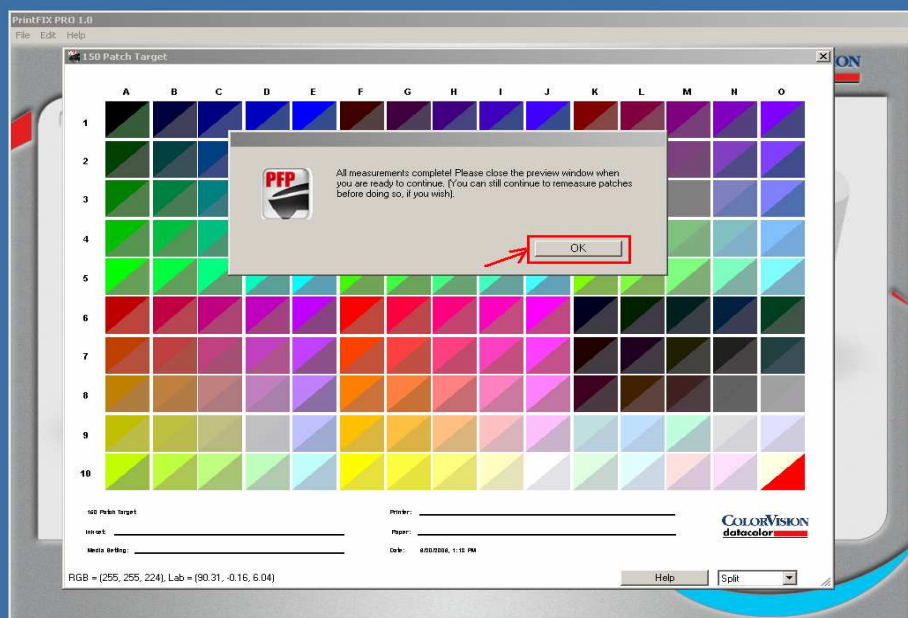 PrintFIX PRO 1.0
File Edit Help
150 Patch Target
ON
A B C D E F G H I J K L M N O
1
2
3
4
5
6
7
8
9
10
PFP
All measurements complete! Please close the preview window when
you are ready to continue. (You can still continue to remeasure patches
before doing so, if you wish).
OK
150 Patch Target
Printer:
Inkset:
Paper:
Media Setting:
Date: 6/20/2006, 1:13 PM
COLORVISION
datacolor
RGB = (255, 255, 224), Lab = (90.31, -0.16, 6.04)
Help
Split